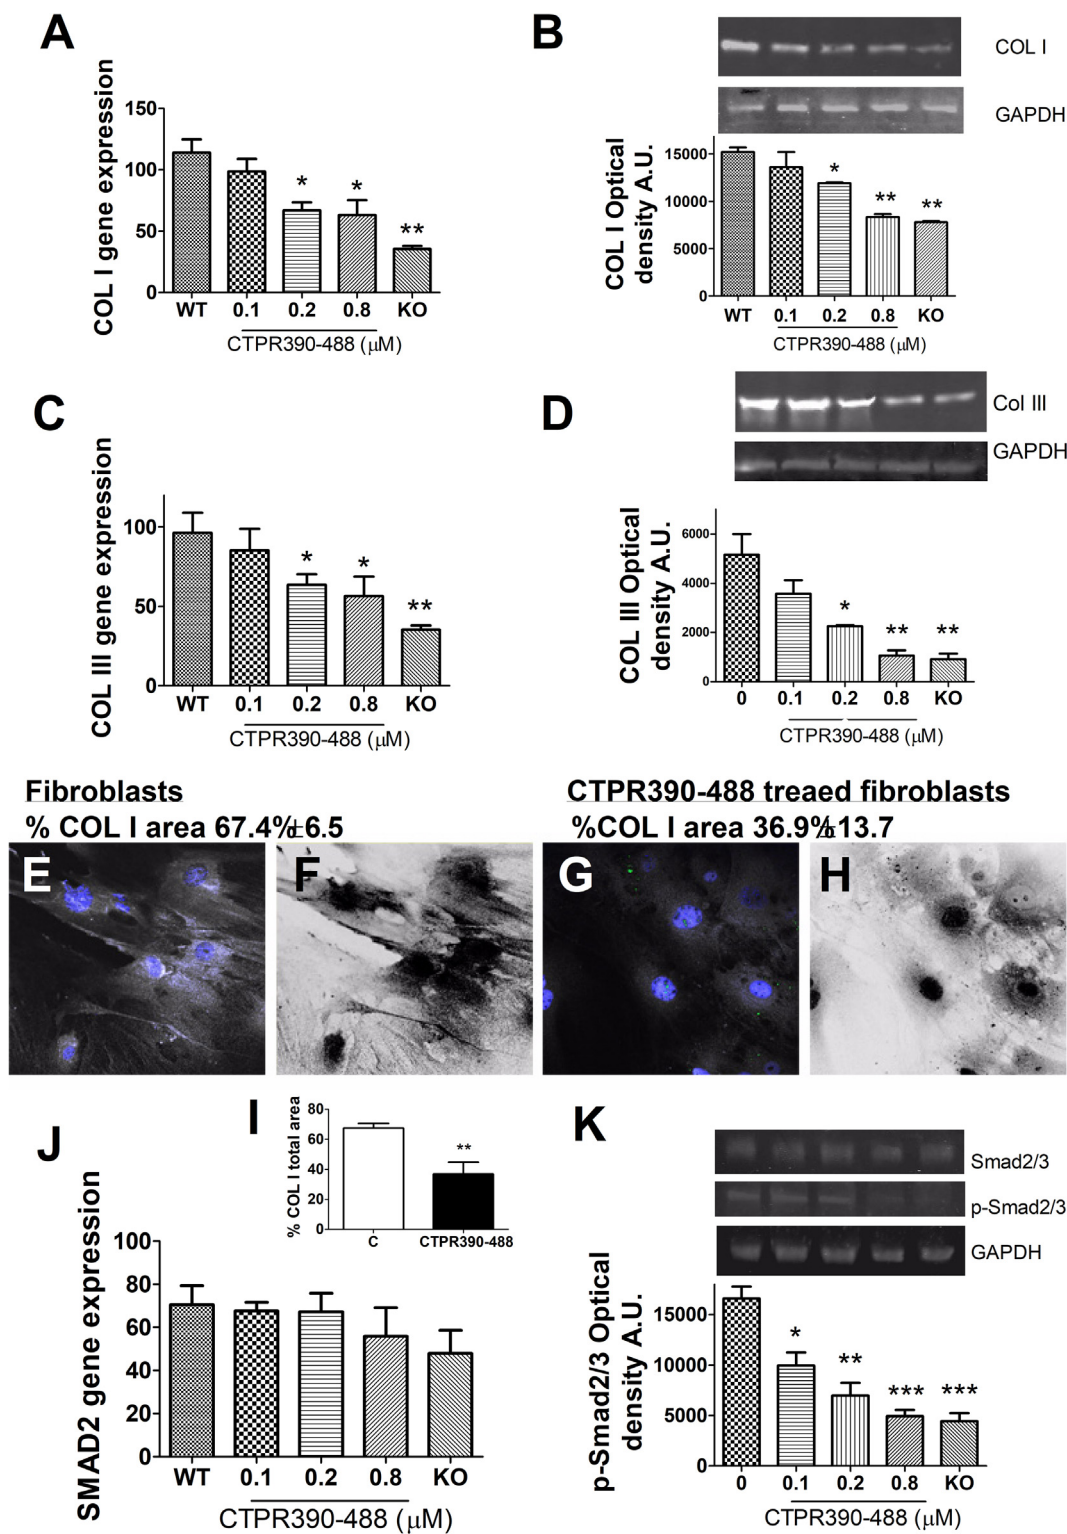 A
COL I gene expression
150
100
50
0
* * **
WT 0.1 0.2 0.8 KO
CTPR390-488 (μM)
B
COL I
GAPDH
COL I Optical
density A.U.
15000
10000
5000
0
* ** **
WT 0.1 0.2 0.8 KO
CTPR390-488 (μM)
C
COL III gene expression
100
50
0
* * **
WT 0.1 0.2 0.8 KO
CTPR390-488 (μM)
D
Col III
GAPDH
COL III Optical
density A.U.
6000
4000
2000
0
* ** **
0 0.1 0.2 0.8 KO
CTPR390-488 (μM)
Fibroblasts
% COL I area 67.4%±6.5
CTPR390-488 treaed fibroblasts
%COL I area 36.9%±13.7
E
F
G
H
I
% COL I total area
80
60
40
20
0
**
C CTPR390-488
J
SMAD2 gene expression
100
80
60
40
20
0
WT 0.1 0.2 0.8 KO
CTPR390-488 (μM)
K
Smad2/3
p-Smad2/3
GAPDH
p-Smad2/3 Optical
density A.U.
15000
10000
5000
0
* ** *** ***
0 0.1 0.2 0.8 KO
CTPR390-488 (μM)